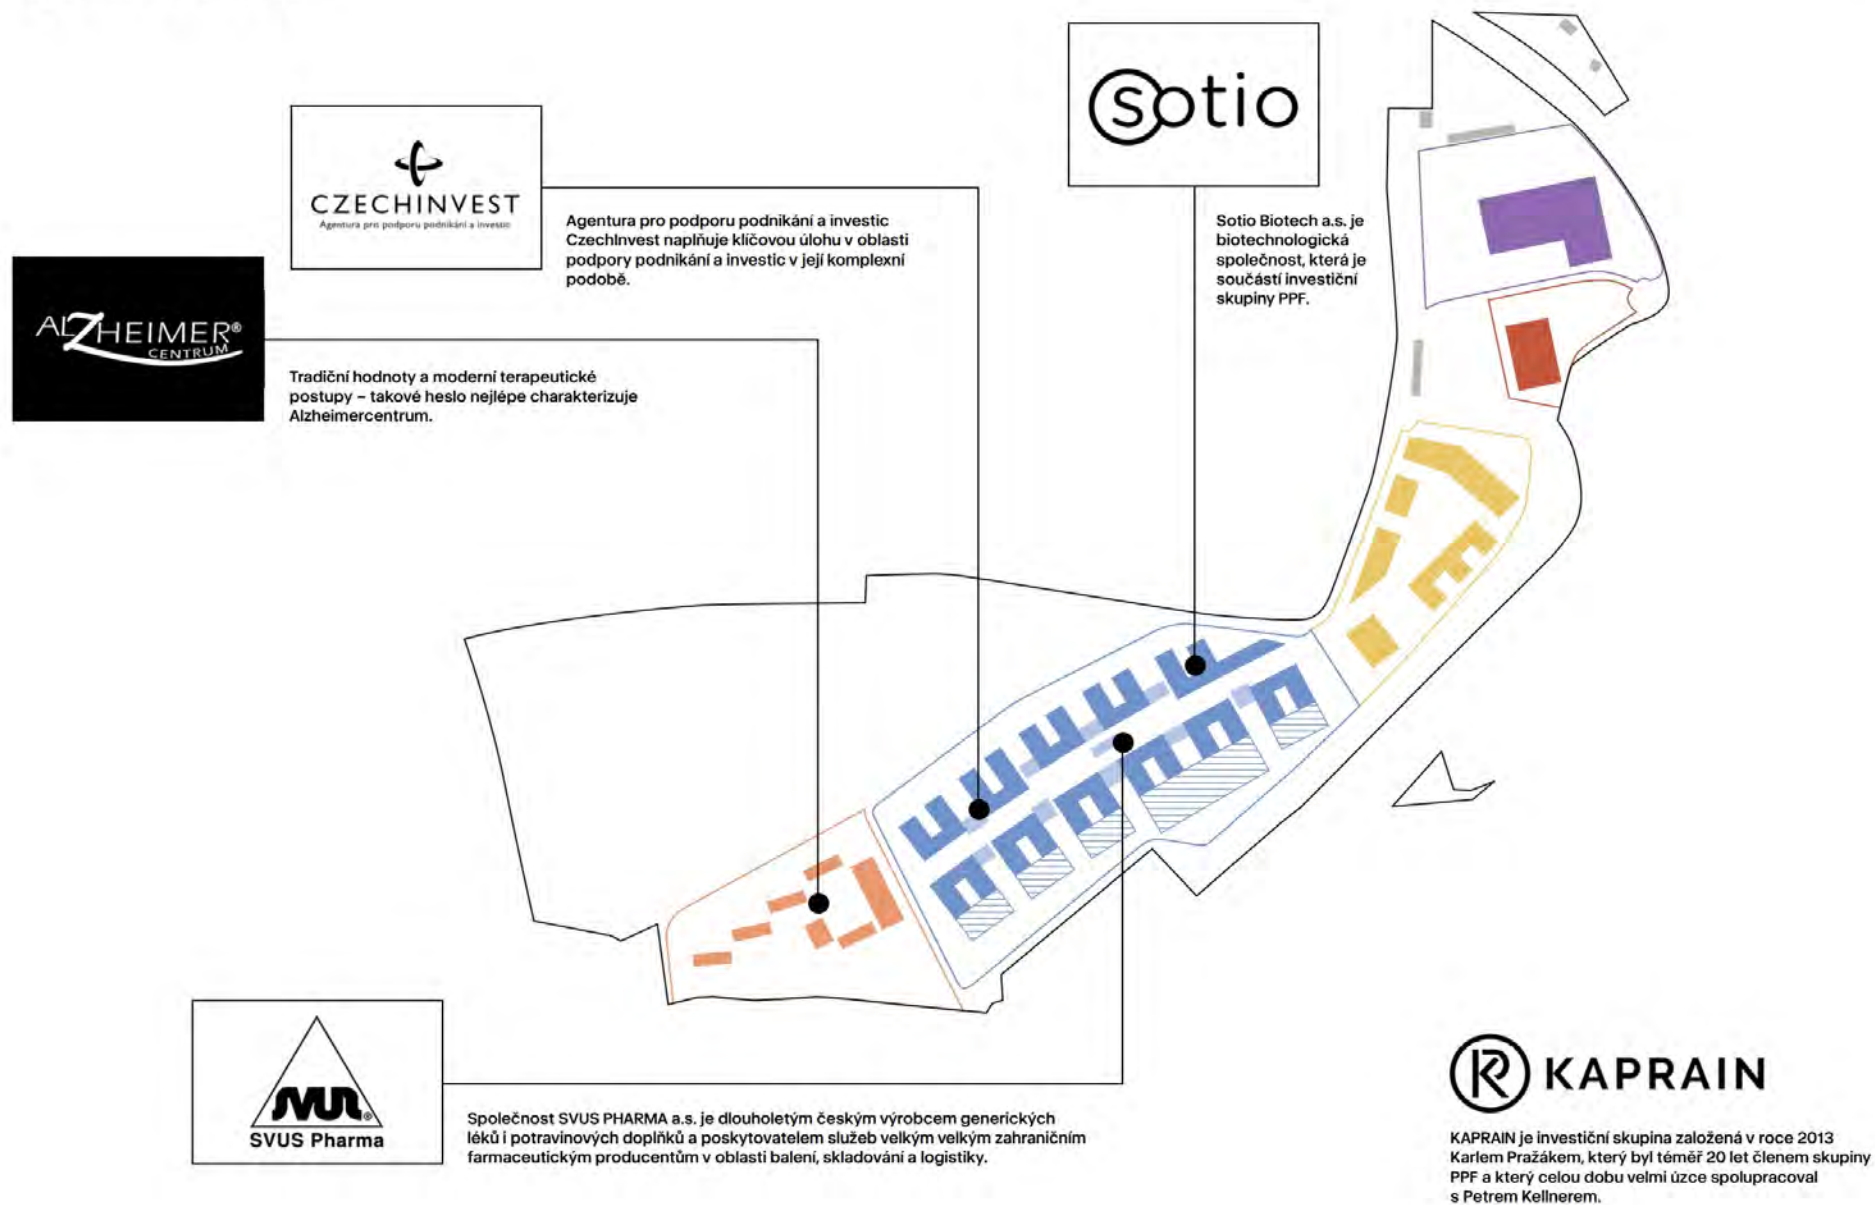 sotio
CZECHINVEST
Agentura pro podporu podnikání a investic
Agentura pro podporu podnikání a investic
CzechInvest naplňuje klíčovou úlohu v oblasti
podpory podnikání a investic v její komplexní
podobě.
Sotio Biotech a.s. je
biotechnologická
společnost, která je
součástí investiční
skupiny PPF.
ALZHEIMER®
CENTRUM
Tradiční hodnoty a moderní terapeutické
postupy – takové heslo nejlépe charakterizuje
Alzheimercentrum.
SVUS®
SVUS Pharma
Společnost SVUS PHARMA a.s. je dlouholetým českým výrobcem generických
léků i potravinových doplňků a poskytovatelem služeb velkým velkým zahraničním
farmaceutickým producentům v oblasti balení, skladování a logistiky.
KAPRAIN
KAPRAIN je investiční skupina založená v roce 2013
Karlem Pražákem, který byl téměř 20 let členem skupiny
PPF a který celou dobu velmi úzce spolupracoval
s Petrem Kellnerem.